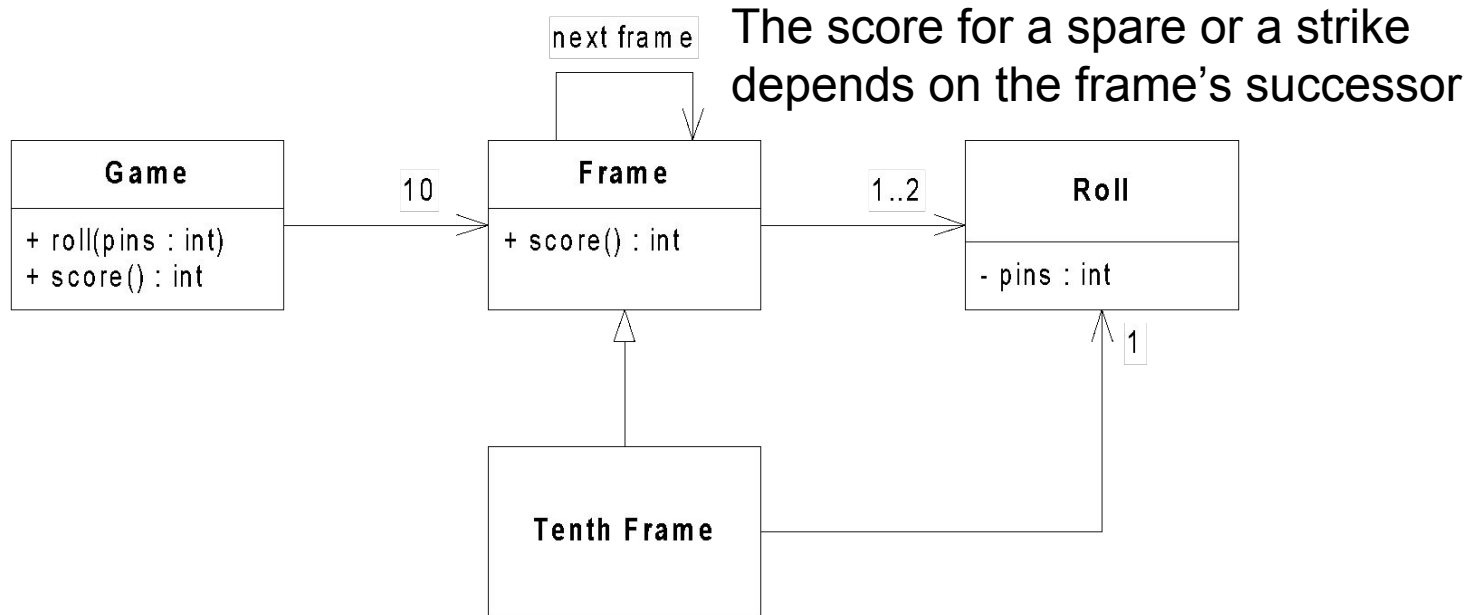 The score for a spare or a strike
depends on the frame’s successor
next frame
Game
+ roll(pins : int)
+ score() : int
10
Frame
+ score() : int
1..2
Roll
- pins : int
1
Tenth Frame